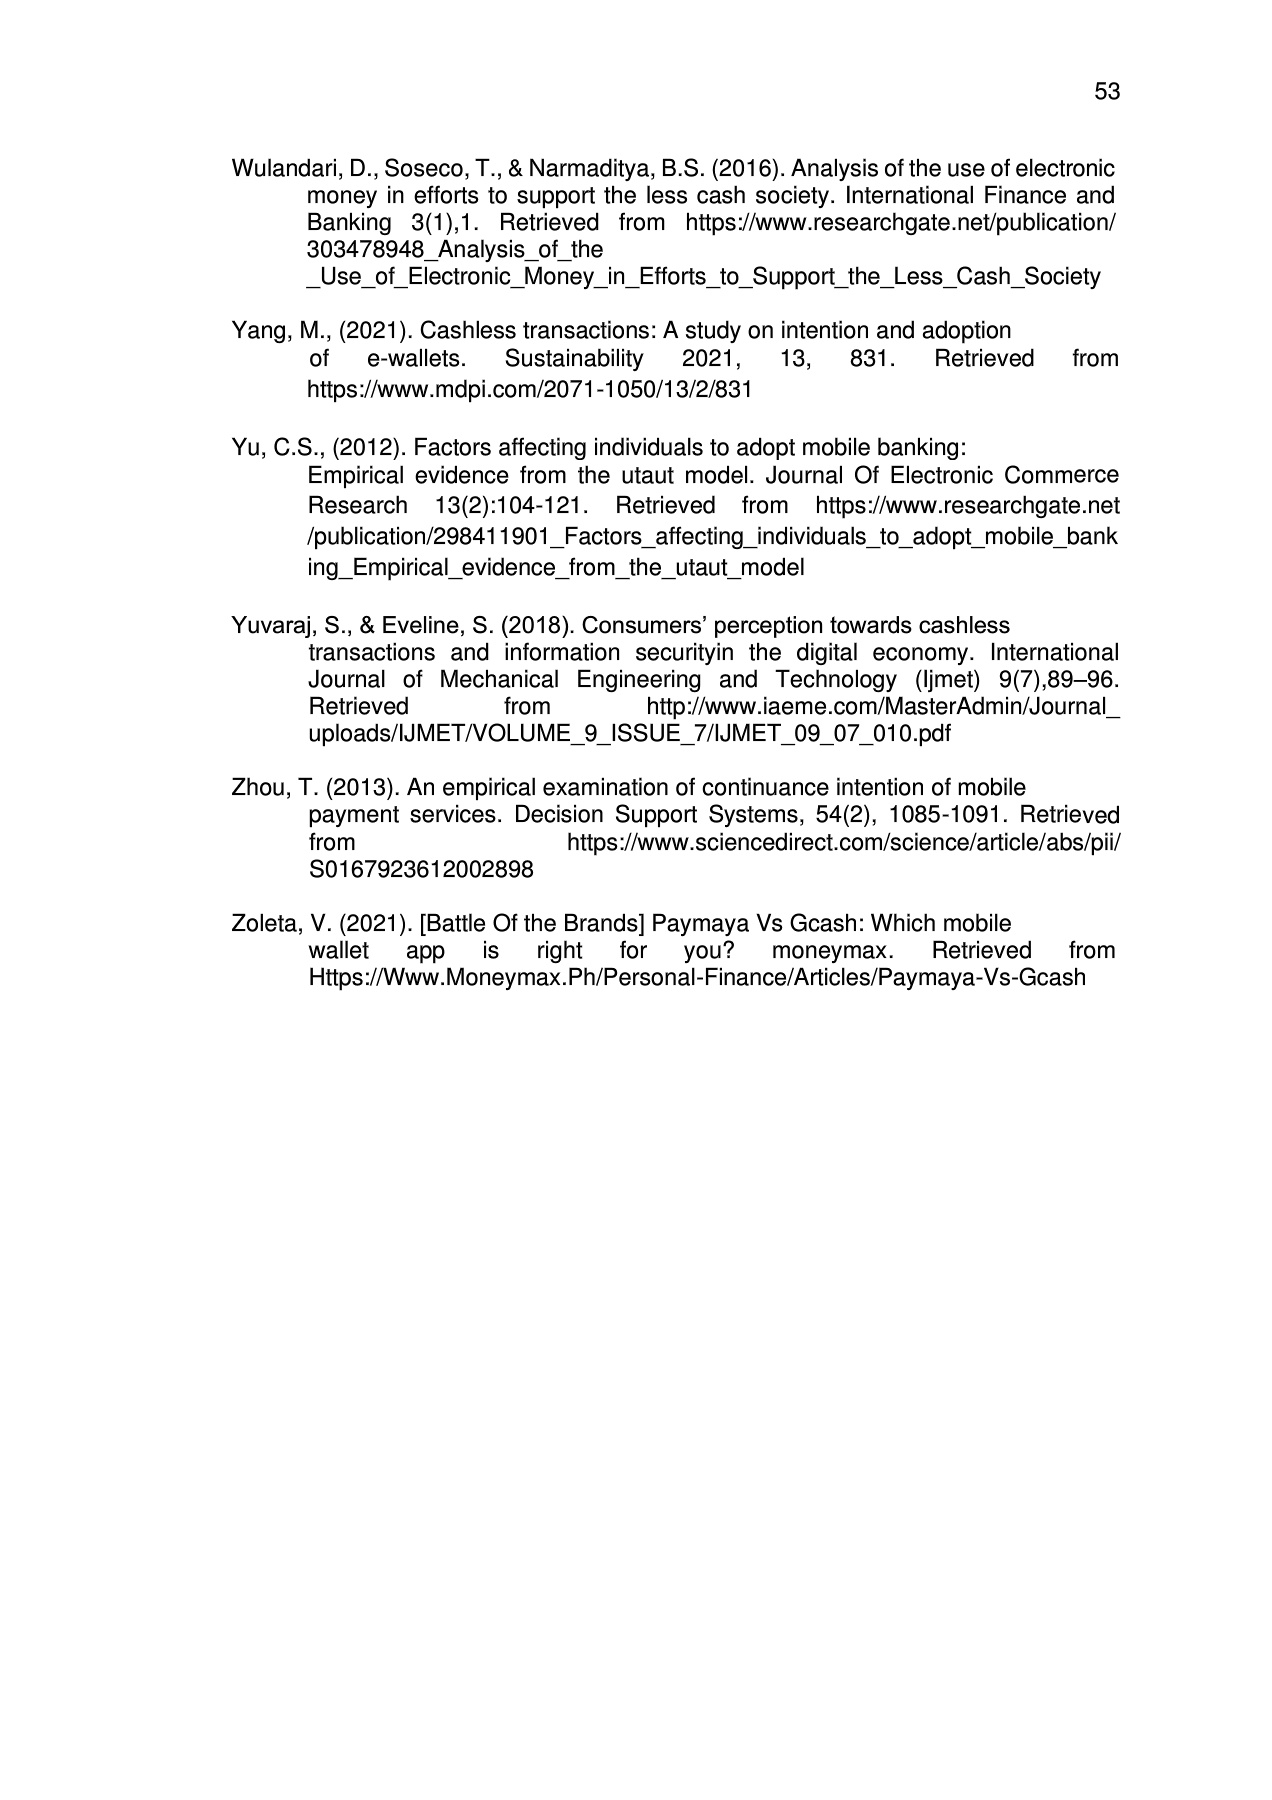 53
Wulandari, D., Soseco, T., & Narmaditya, B.S. (2016). Analysis of the use of electronic
money in efforts to support the less cash society. International Finance and
Banking 3(1),1. Retrieved from https://www.researchgate.net/publication/
303478948_Analysis_of_the
_Use_of_Electronic_Money_in_Efforts_to_Support_the_Less_Cash_Society
Yang, M., (2021). Cashless transactions: A study on intention and adoption
of e-wallets. Sustainability 2021, 13, 831. Retrieved from
https://www.mdpi.com/2071-1050/13/2/831
Yu, C.S., (2012). Factors affecting individuals to adopt mobile banking:
Empirical evidence from the utaut model. Journal Of Electronic Commerce
Research 13(2):104-121. Retrieved from https://www.researchgate.net
/publication/298411901_Factors_affecting_individuals_to_adopt_mobile_bank
ing_Empirical_evidence_from_the_utaut_model
Yuvaraj, S., & Eveline, S. (2018). Consumers’ perception towards cashless
transactions and information securityin the digital economy. International
Journal of Mechanical Engineering and Technology (Ijmet) 9(7),89–96.
Retrieved from http://www.iaeme.com/MasterAdmin/Journal_
uploads/IJMET/VOLUME_9_ISSUE_7/IJMET_09_07_010.pdf
Zhou, T. (2013). An empirical examination of continuance intention of mobile
payment services. Decision Support Systems, 54(2), 1085-1091. Retrieved
from https://www.sciencedirect.com/science/article/abs/pii/
S0167923612002898
Zoleta, V. (2021). [Battle Of the Brands] Paymaya Vs Gcash: Which mobile
wallet app is right for you? moneymax. Retrieved from
Https://Www.Moneymax.Ph/Personal-Finance/Articles/Paymaya-Vs-Gcash